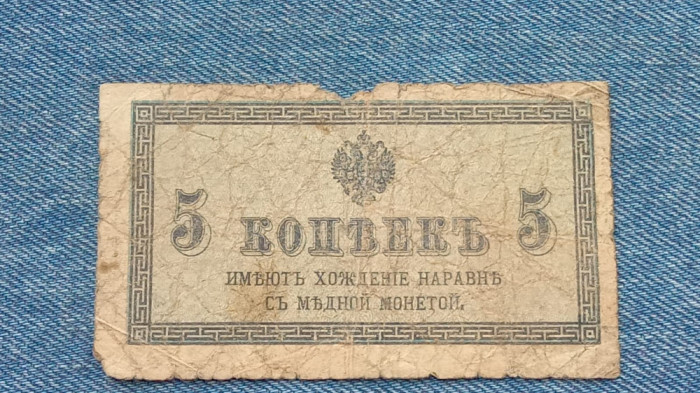 5 КОПѢЕКЪ 5
ИМѢЮТЪ ХОЖДЕНІЕ НАРАВНѢ
СЪ МѢДНОЙ МОНЕТОЙ.